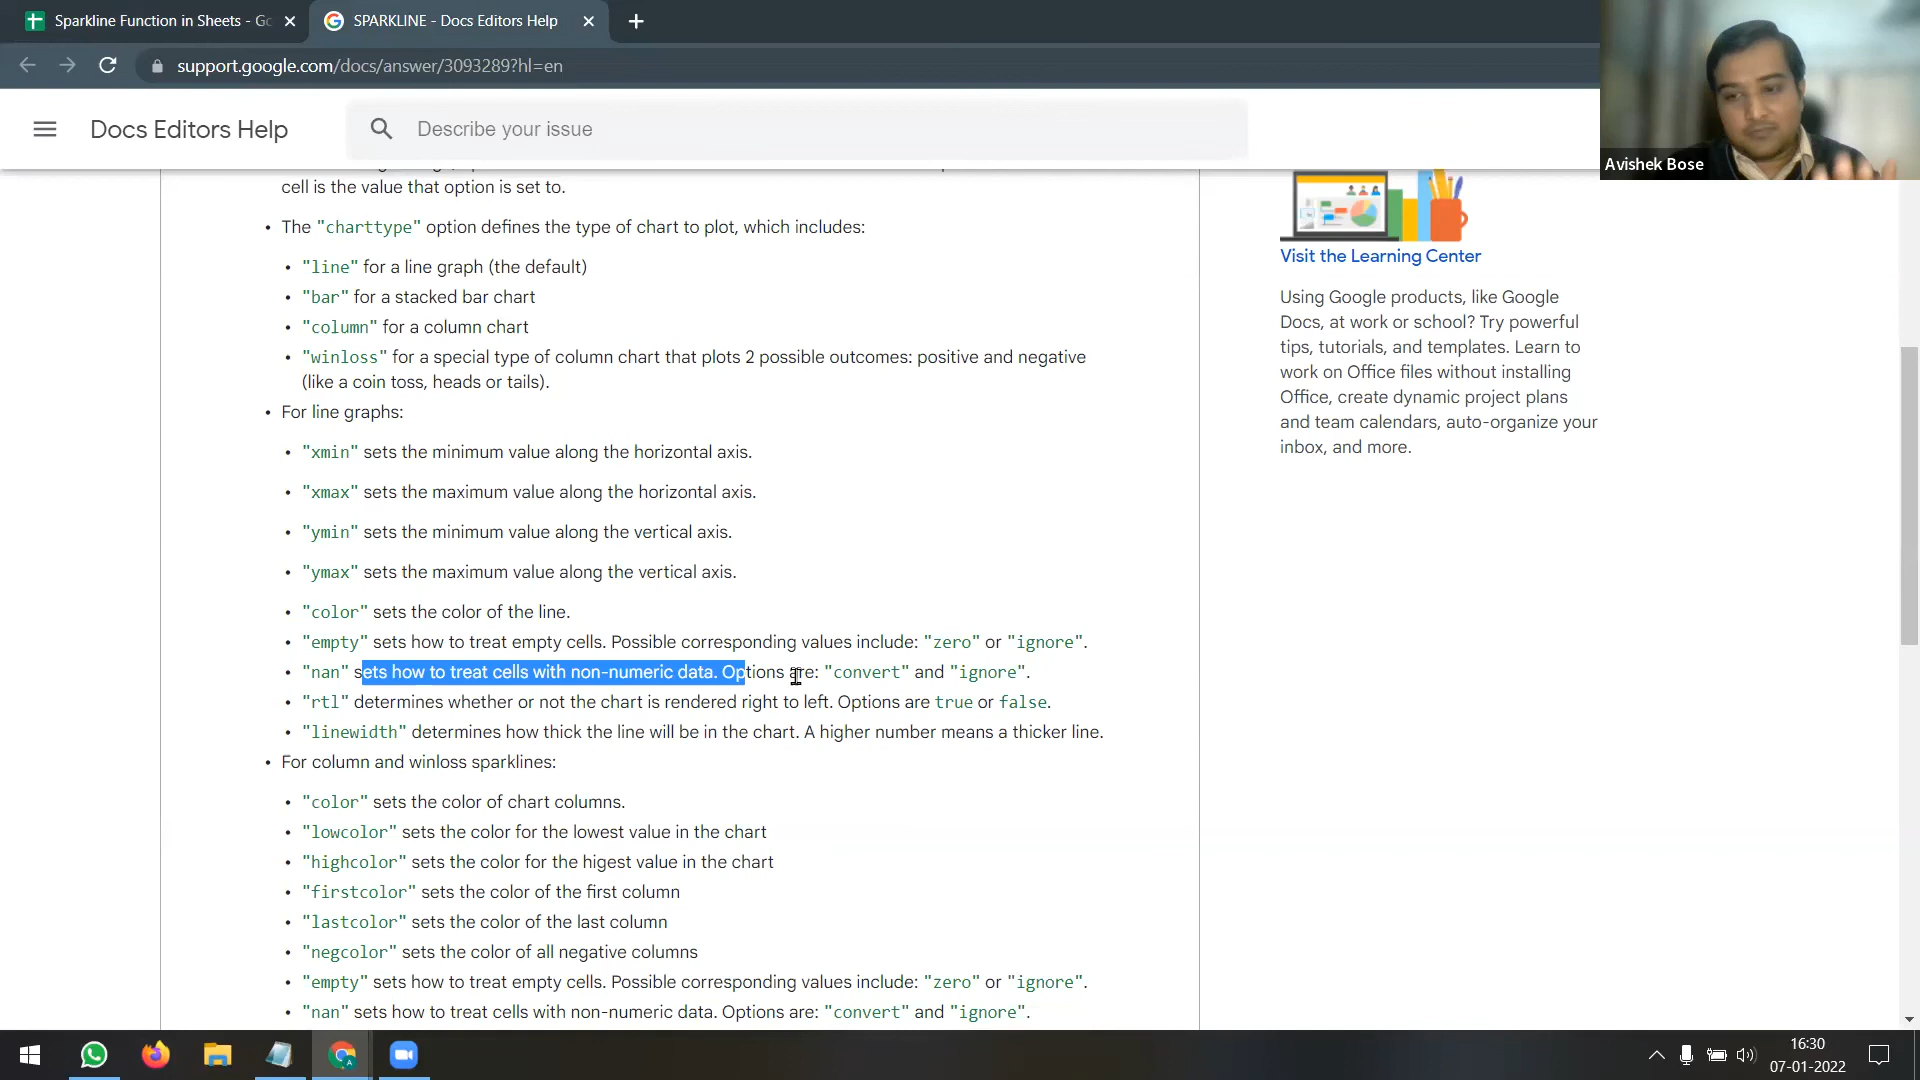 Sparkline Function in Sheets - Go
SPARKLINE - Docs Editors Help
support.google.com/docs/answer/3093289?hl=en
Docs Editors Help
Describe your issue
Avishek Bose
cell is the value that option is set to.
• The "charttype" option defines the type of chart to plot, which includes:
• "line" for a line graph (the default)
• "bar" for a stacked bar chart
• "column" for a column chart
• "winloss" for a special type of column chart that plots 2 possible outcomes: positive and negative
(like a coin toss, heads or tails).
• For line graphs:
• "xmin" sets the minimum value along the horizontal axis.
• "xmax" sets the maximum value along the horizontal axis.
• "ymin" sets the minimum value along the vertical axis.
• "ymax" sets the maximum value along the vertical axis.
• "color" sets the color of the line.
• "empty" sets how to treat empty cells. Possible corresponding values include: "zero" or "ignore".
• "nan" sets how to treat cells with non-numeric data. Options are: "convert" and "ignore".
• "rtl" determines whether or not the chart is rendered right to left. Options are true or false.
• "linewidth" determines how thick the line will be in the chart. A higher number means a thicker line.
• For column and winloss sparklines:
• "color" sets the color of chart columns.
• "lowcolor" sets the color for the lowest value in the chart
• "highcolor" sets the color for the higest value in the chart
• "firstcolor" sets the color of the first column
• "lastcolor" sets the color of the last column
• "negcolor" sets the color of all negative columns
• "empty" sets how to treat empty cells. Possible corresponding values include: "zero" or "ignore".
• "nan" sets how to treat cells with non-numeric data. Options are: "convert" and "ignore".
Visit the Learning Center
Using Google products, like Google
Docs, at work or school? Try powerful
tips, tutorials, and templates. Learn to
work on Office files without installing
Office, create dynamic project plans
and team calendars, auto-organize your
inbox, and more.
16:30
07-01-2022